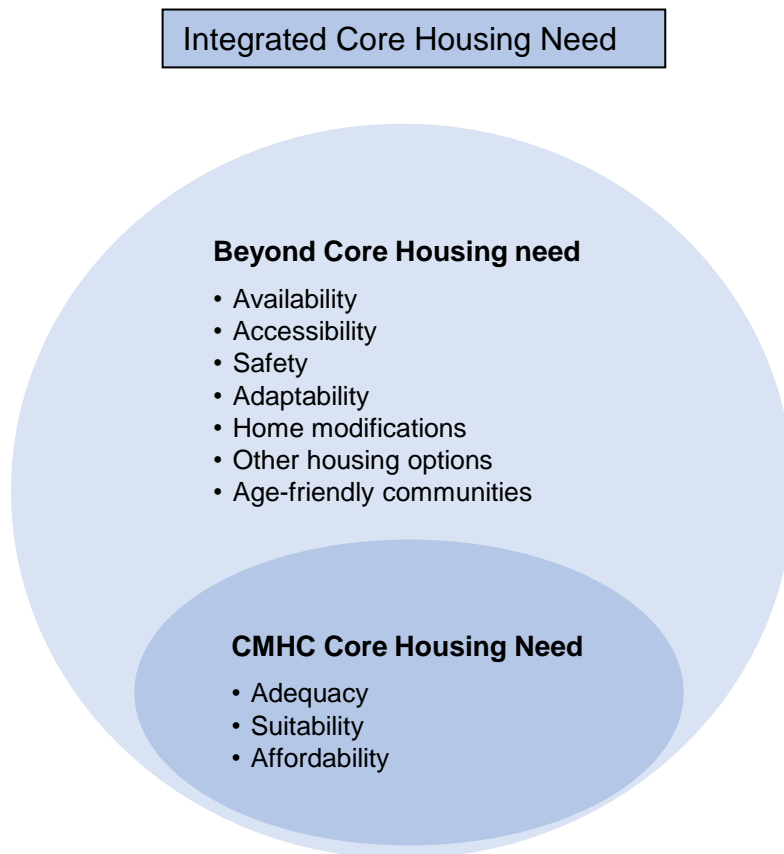 Integrated Core Housing Need
Beyond Core Housing need
• Availability
• Accessibility
• Safety
• Adaptability
• Home modifications
• Other housing options
• Age-friendly communities
CMHC Core Housing Need
• Adequacy
• Suitability
• Affordability